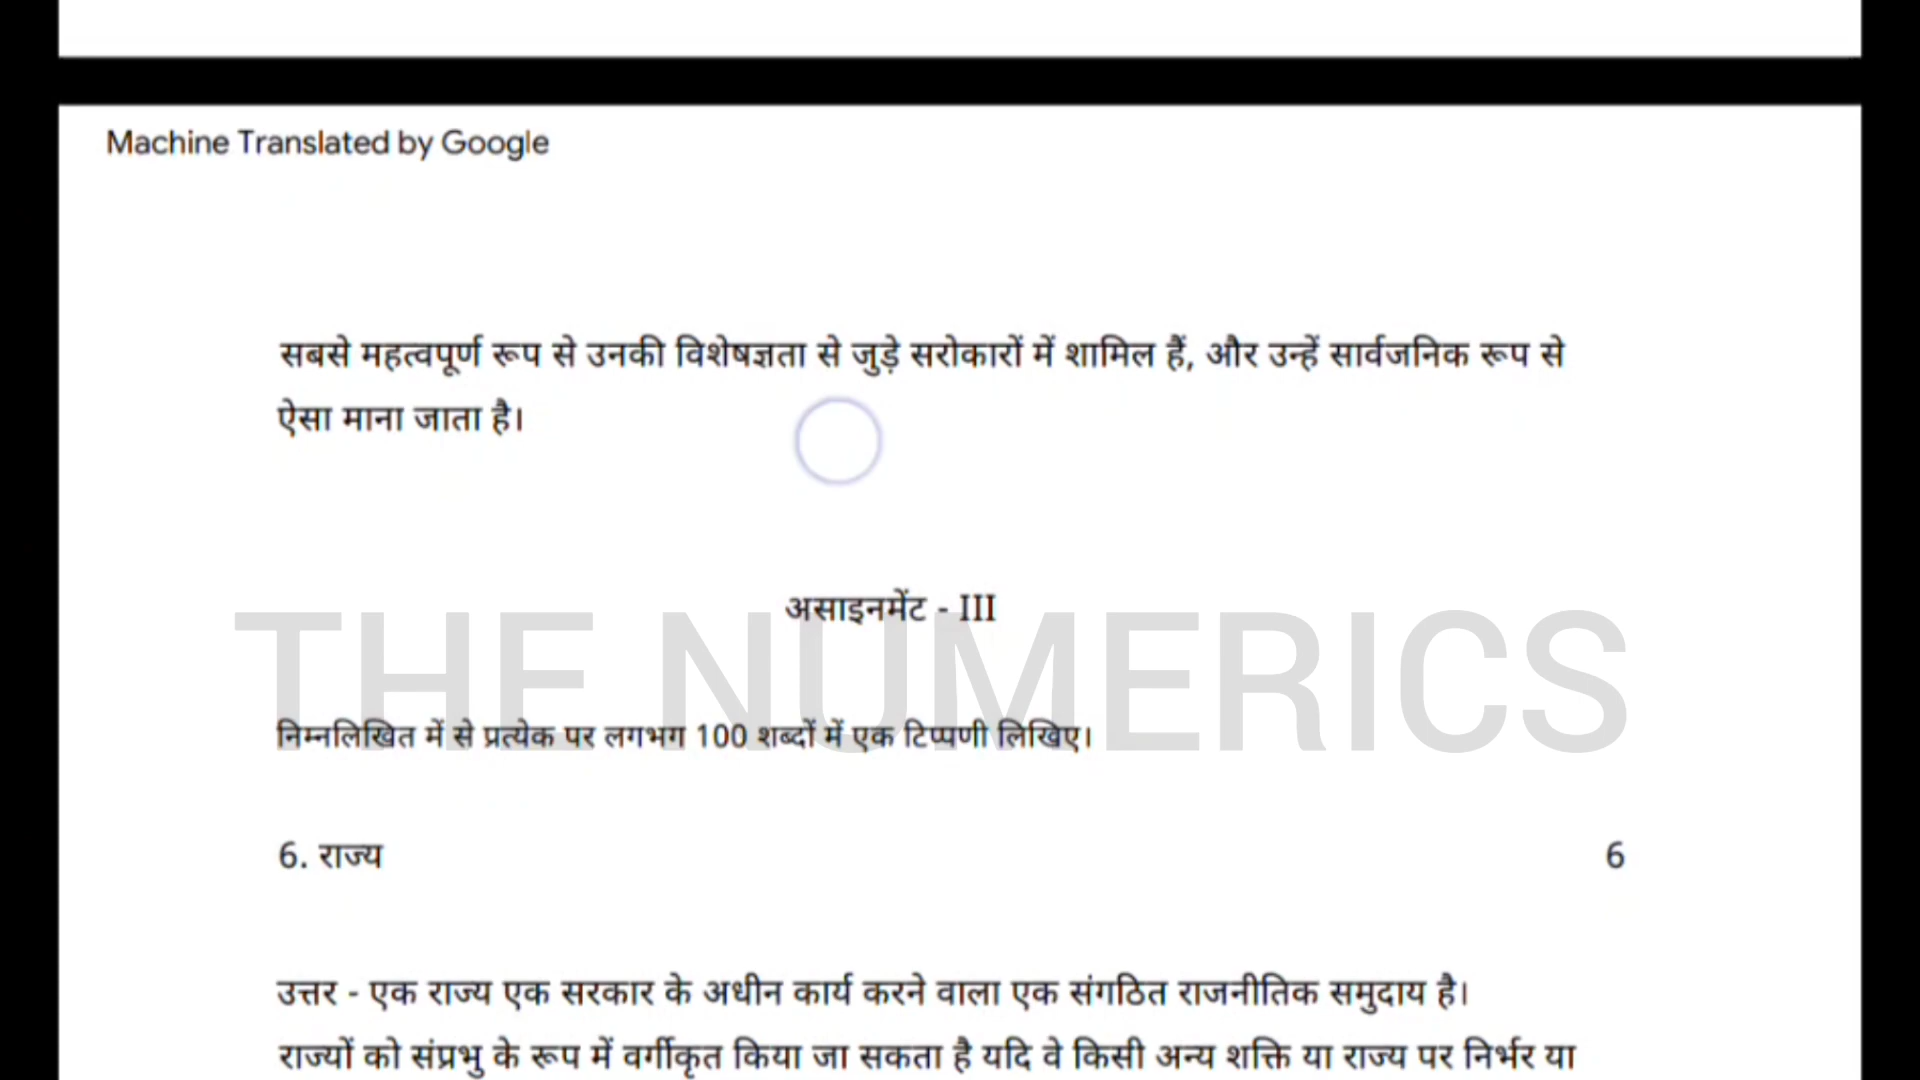 Machine Translated by Google
सबसे महत्वपूर्ण रूप से उनकी विशेषज्ञता से जुड़े सरोकारों में शामिल हैं, और उन्हें सार्वजनिक रूप से
ऐसा माना जाता है।
असाइनमेंट - III
THE NUMERICS
निम्नलिखित में से प्रत्येक पर लगभग 100 शब्दों में एक टिप्पणी लिखिए।
6. राज्य 6
उत्तर - एक राज्य एक सरकार के अधीन कार्य करने वाला एक संगठित राजनीतिक समुदाय है।
राज्यों को संप्रभु के रूप में वर्गीकृत किया जा सकता है यदि वे किसी अन्य शक्ति या राज्य पर निर्भर या